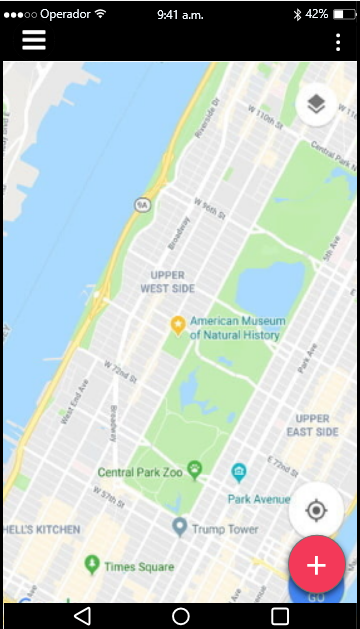 ●●●○○ Operador 9:41 a.m. 42%
Riverside Dr
W 110th St
Central Park N
9A
W 96th St
Broadway
5th Ave
UPPER
WEST SIDE
American Museum
of Natural History
Park Ave
W 72nd St
West End Ave
Broadway
UPPER
EAST SIDE
Central Park Zoo
E 72nd St
W 57th St
Park Avenue
HELL'S KITCHEN
Trump Tower
Times Square
+
GO